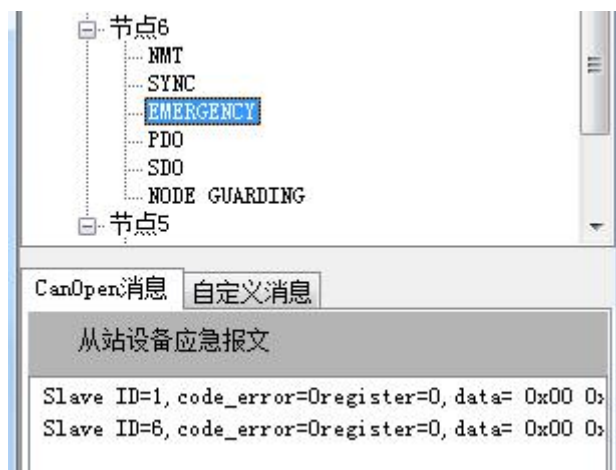 节点6
NMT
SYNC
EMERGENCY
PDO
SDO
NODE GUARDING
节点5
CanOpen消息 自定义消息
从站设备应急报文
Slave ID=1,code_error=0register=0,data= 0x00 0x
Slave ID=6,code_error=0register=0,data= 0x00 0x